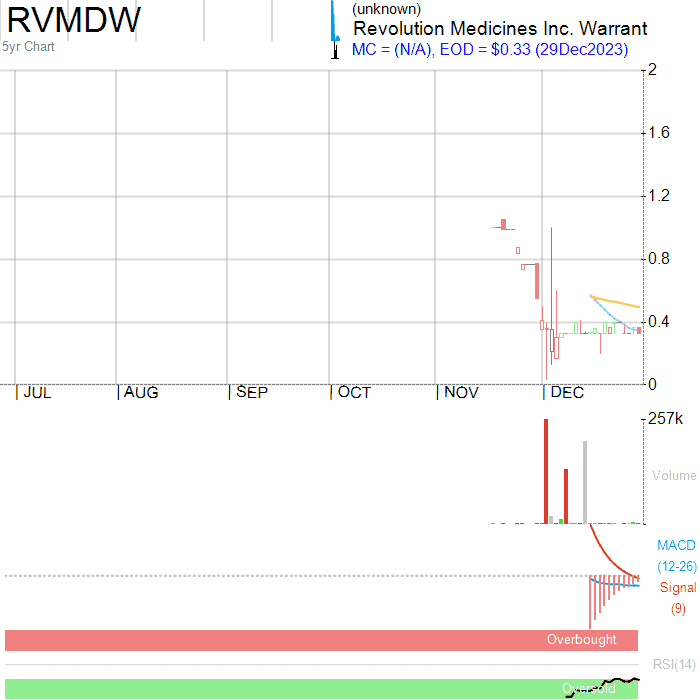 RVMDW
(unknown)
Revolution Medicines Inc. Warrant
5yr Chart
MC = (N/A), EOD = $0.33 (29Dec2023)
2
1.6
1.2
0.8
0.4
0
JUL AUG SEP OCT NOV DEC
257k
Volume
MACD
(12-26)
Signal
(9)
Overbought
RSI(14)
Oversold